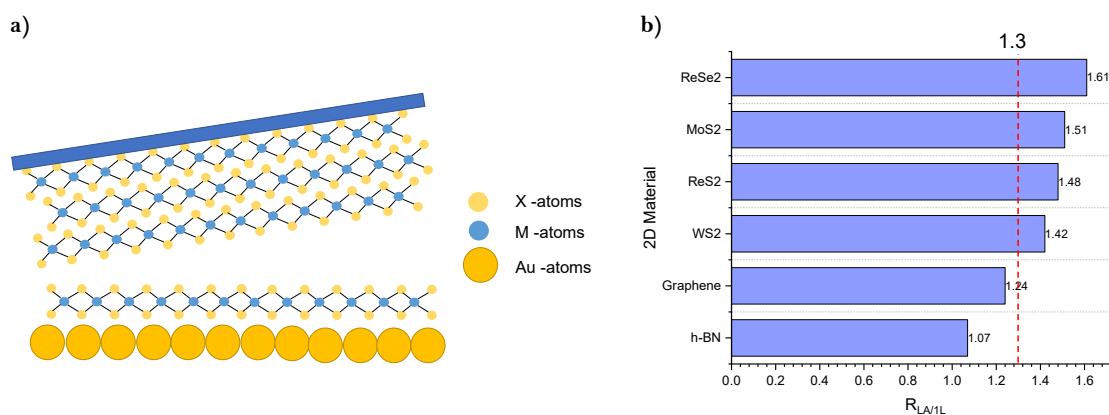 a)
X -atoms
M -atoms
Au -atoms
b)
1.3
ReSe2
1.61
MoS2
1.51
ReS2
1.48
WS2
1.42
Graphene
1.24
h-BN
1.07
2D Material
0.0 0.2 0.4 0.6 0.8 1.0 1.2 1.4 1.6
R_LA/1L